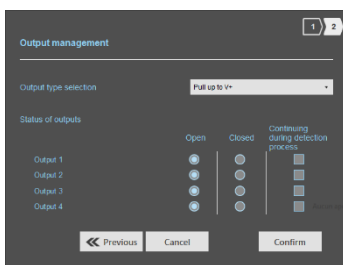 1 2
Output management
Output type selection
Pull up to V+
Status of outputs
Open Closed Continuing during detection process
Output 1
Output 2
Output 3
Output 4
Previous Cancel Confirm